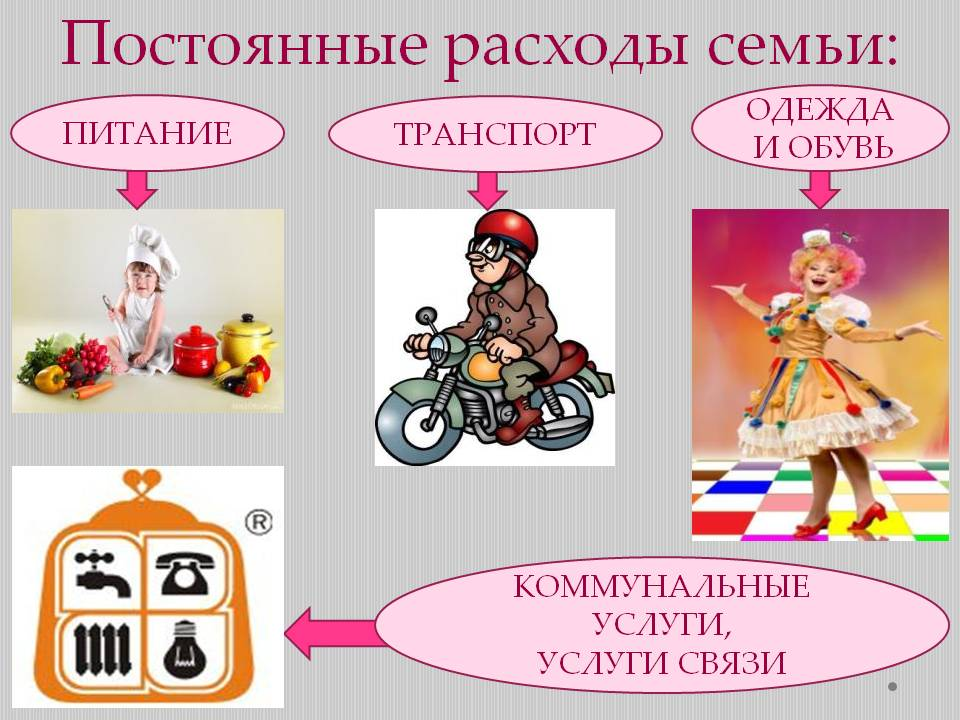 Постоянные расходы семьи:
ПИТАНИЕ
ТРАНСПОРТ
ОДЕЖДА
И ОБУВЬ
®
КОММУНАЛЬНЫЕ
УСЛУГИ,
УСЛУГИ СВЯЗИ